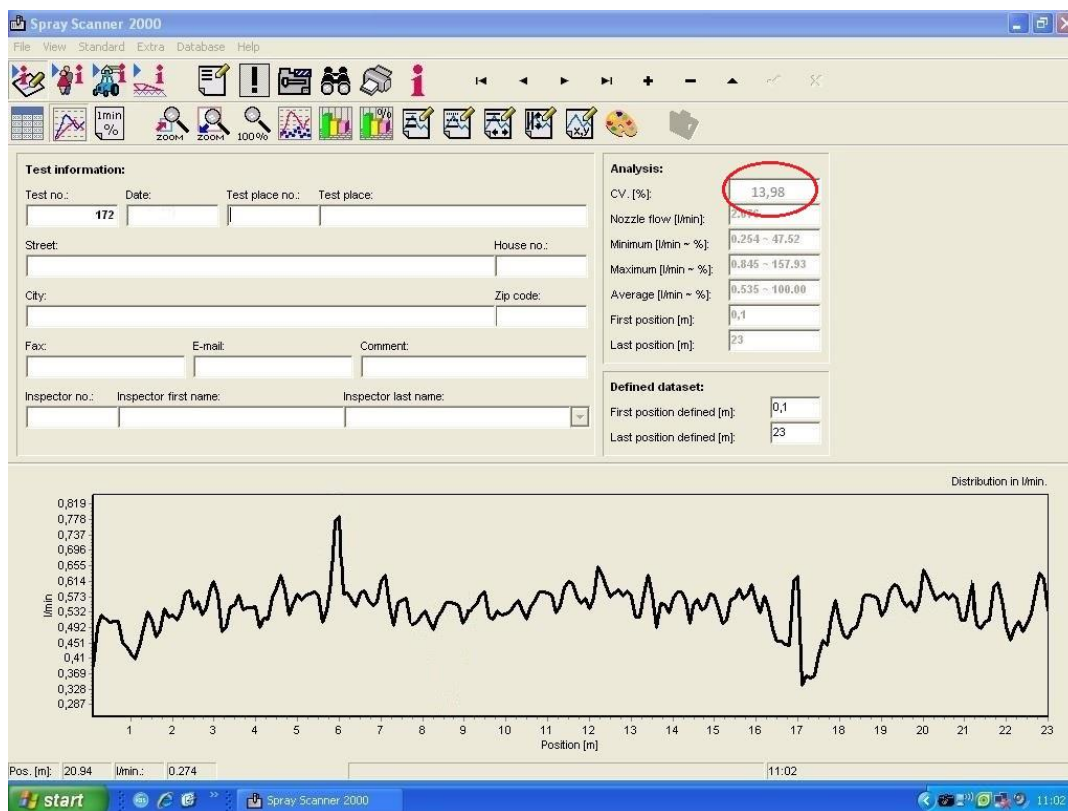 Spray Scanner 2000
File View Standard Extra Database Help
1min
%
ZOOM
ZOOM
100%
%
x,y
Test information:
Test no.: Date: Test place no.: Test place:
172
Street: House no.:
City: Zip code:
Fax: E-mail: Comment:
Inspector no.: Inspector first name: Inspector last name:
Analysis:
CV. [%]: 13,98
Nozzle flow [l/min]:
Minimum [l/min ~ %]: 0.254 ~ 47.52
Maximum [l/min ~ %]: 0.845 ~ 157.93
Average [l/min ~ %]: 0.535 ~ 100.00
First position [m]: 0,1
Last position [m]: 23
Defined dataset:
First position defined [m]: 0,1
Last position defined [m]: 23
Distribution in l/min.
0,819
0,778
0,737
0,696
0,655
0,614
0,573
0,532
0,492
0,451
0,41
0,369
0,328
0,287
l/min
1 2 3 4 5 6 7 8 9 10 11 12 13 14 15 16 17 18 19 20 21 22 23
Position [m]
Pos. [m]: 20.94 l/min.: 0.274 11:02
start Spray Scanner 2000 11:02